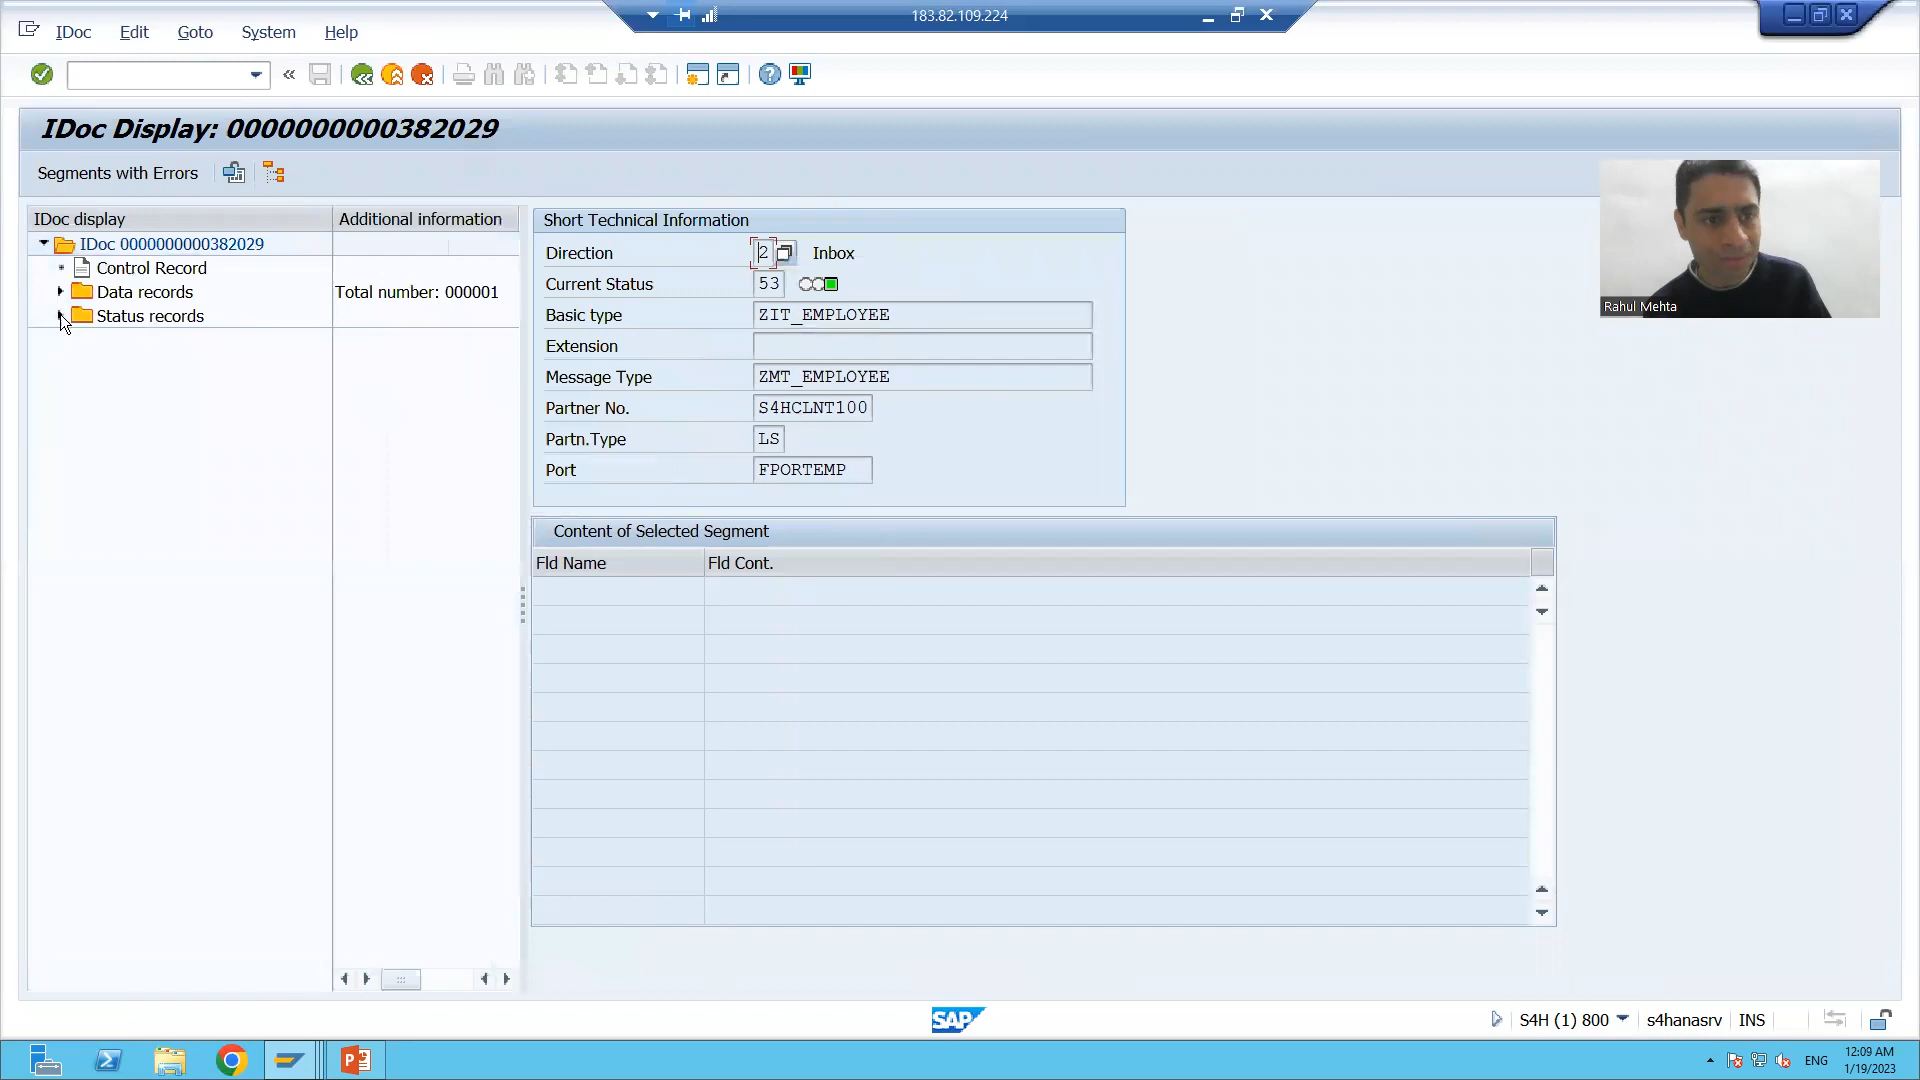 183.82.109.224
IDoc Edit Goto System Help
IDoc Display: 0000000000382029
Segments with Errors
IDoc display Additional information
IDoc 0000000000382029
Control Record
Data records Total number: 000001
Status records
Short Technical Information
Direction 2 Inbox
Current Status 53
Basic type ZIT_EMPLOYEE
Extension
Message Type ZMT_EMPLOYEE
Partner No. S4HCLNT100
Partn.Type LS
Port FPORTEMP
Content of Selected Segment
Fld Name Fld Cont.
Rahul Mehta
SAP
S4H (1) 800 s4hanasrv INS
ENG
12:09 AM
1/19/2023